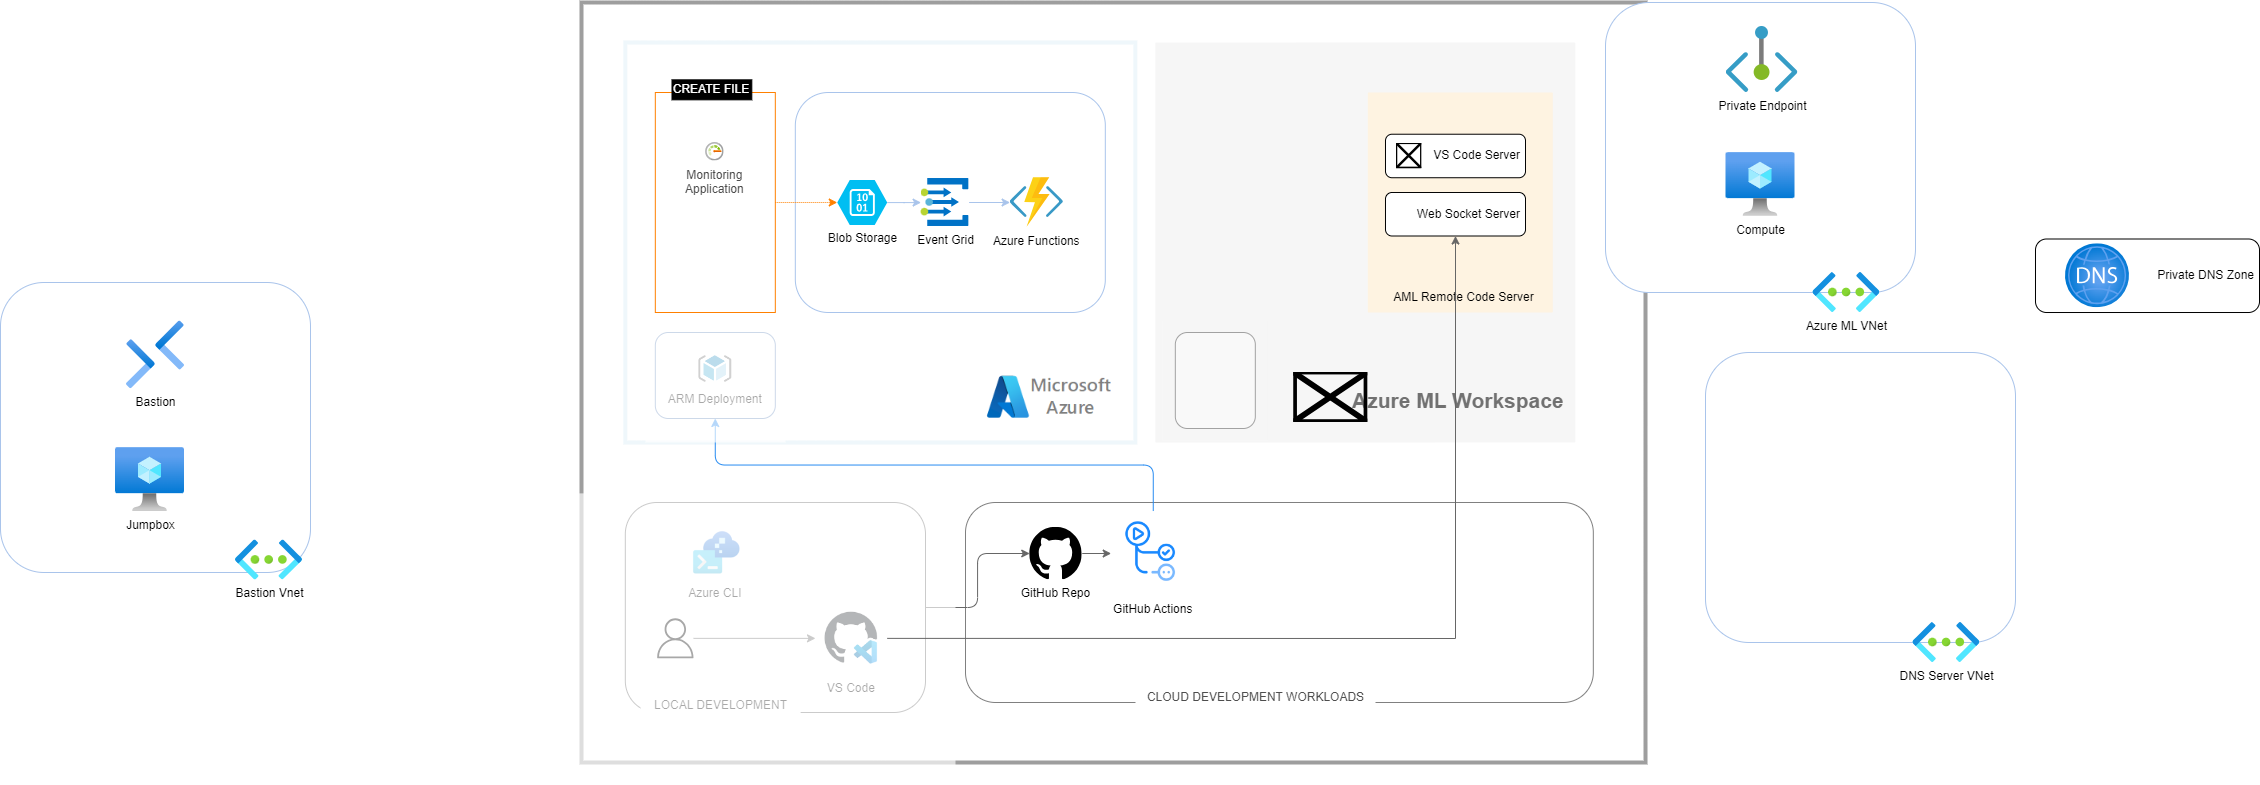 CREATE FILE
Monitoring
Application
10
01
Blob Storage
Event Grid
Azure Functions
ARM Deployment
Microsoft
Azure
VS Code Server
Web Socket Server
AML Remote Code Server
Azure ML Workspace
Private Endpoint
Compute
Azure ML VNet
DNS
Private DNS Zone
Bastion
Jumpbox
Bastion Vnet
Azure CLI
VS Code
LOCAL DEVELOPMENT
GitHub Repo
GitHub Actions
CLOUD DEVELOPMENT WORKLOADS
DNS Server VNet